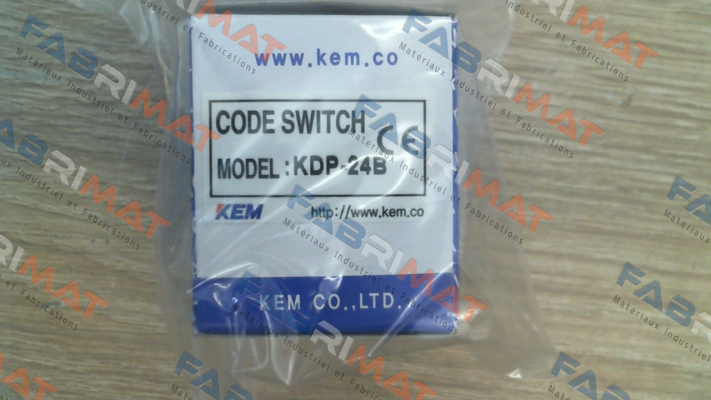 www.kem.co
CODE SWITCH CE
MODEL : KDP-24B
KEM http://www.kem.co
KEM CO.,LTD.
FABRIMAT
Matériaux Industriel et Fabrications